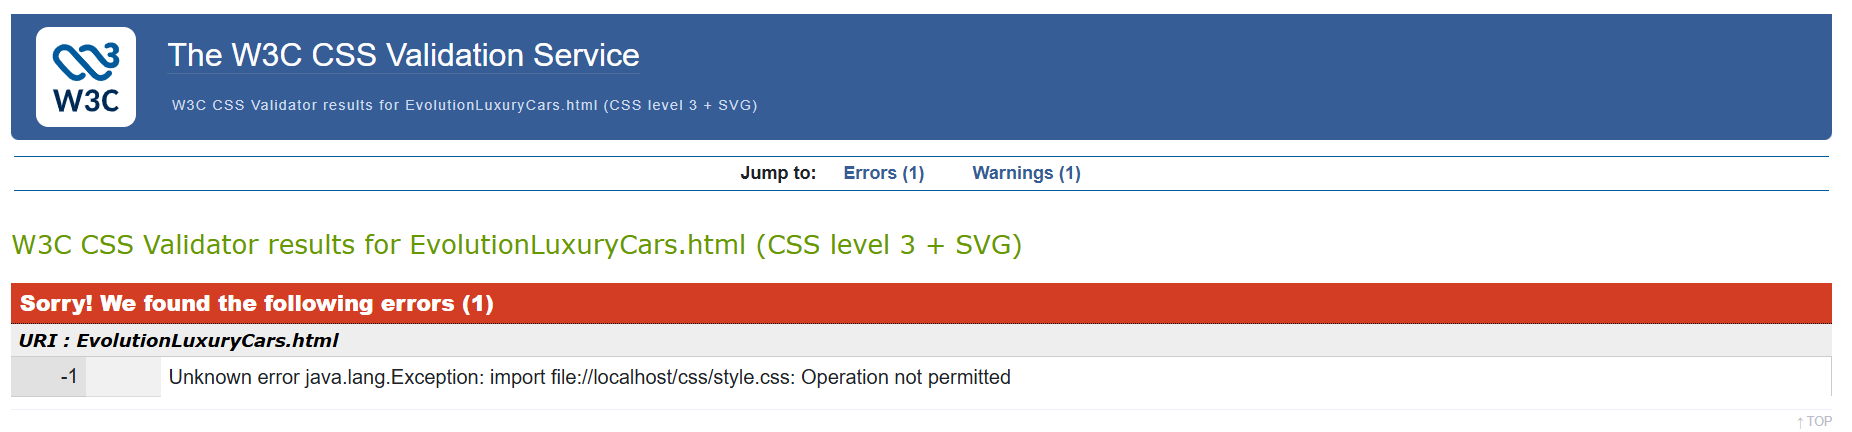 The W3C CSS Validation Service
W3C
W3C CSS Validator results for EvolutionLuxuryCars.html (CSS level 3 + SVG)
Jump to: Errors (1) Warnings (1)
W3C CSS Validator results for EvolutionLuxuryCars.html (CSS level 3 + SVG)
Sorry! We found the following errors (1)
URI : EvolutionLuxuryCars.html
-1 Unknown error java.lang.Exception: import file://localhost/css/style.css: Operation not permitted
↑ TOP